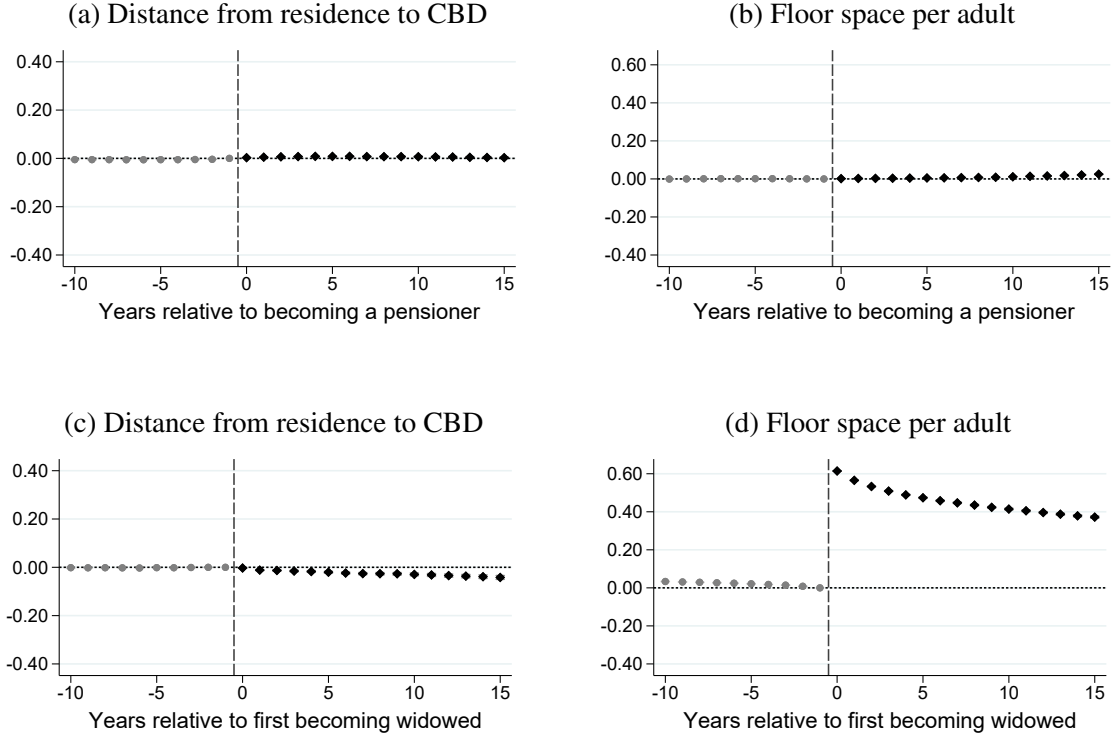 (a) Distance from residence to CBD
0.40
0.20
0.00
-0.20
-0.40
-10 -5 0 5 10 15
Years relative to becoming a pensioner
(b) Floor space per adult
0.60
0.40
0.20
0.00
-0.20
-0.40
-10 -5 0 5 10 15
Years relative to becoming a pensioner
(c) Distance from residence to CBD
0.40
0.20
0.00
-0.20
-0.40
-10 -5 0 5 10 15
Years relative to first becoming widowed
(d) Floor space per adult
0.60
0.40
0.20
0.00
-0.20
-0.40
-10 -5 0 5 10 15
Years relative to first becoming widowed